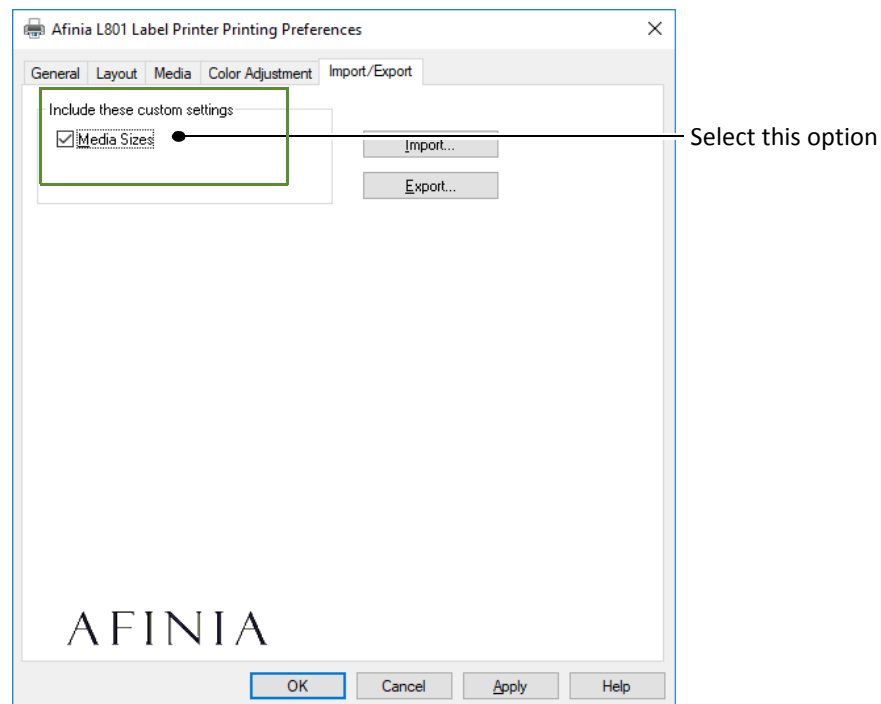 Afinia L801 Label Printer Printing Preferences
General Layout Media Color Adjustment Import/Export
Include these custom settings
Media Sizes
Import...
Select this option
Export...
AFINIA
OK Cancel Apply Help